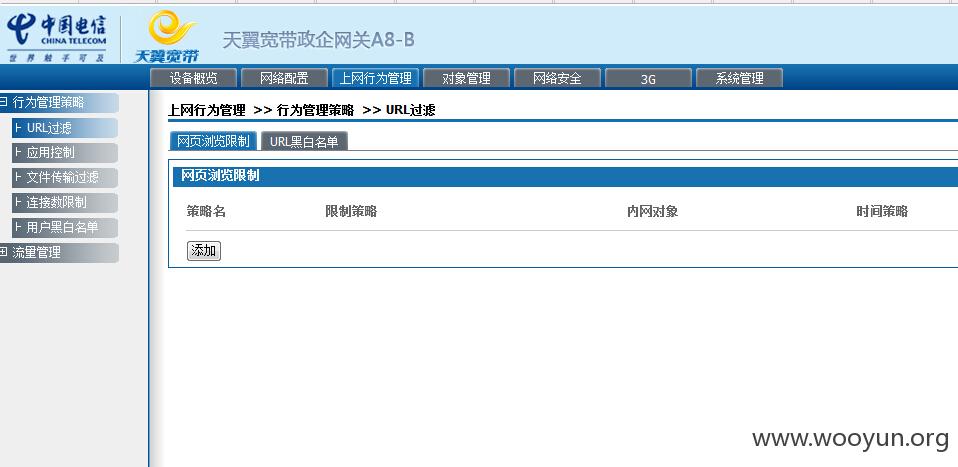 中国电信
CHINA TELECOM
世界触手可及
天翼宽带
天翼宽带政企网关A8-B
设备概览 网络配置 上网行为管理 对象管理 网络安全 3G 系统管理
行为管理策略
URL过滤
应用控制
文件传输过滤
连接数限制
用户黑白名单
流量管理
上网行为管理 >> 行为管理策略 >> URL过滤
网页浏览限制 URL黑白名单
网页浏览限制
策略名 限制策略 内网对象 时间策略
添加
www.wooyun.org